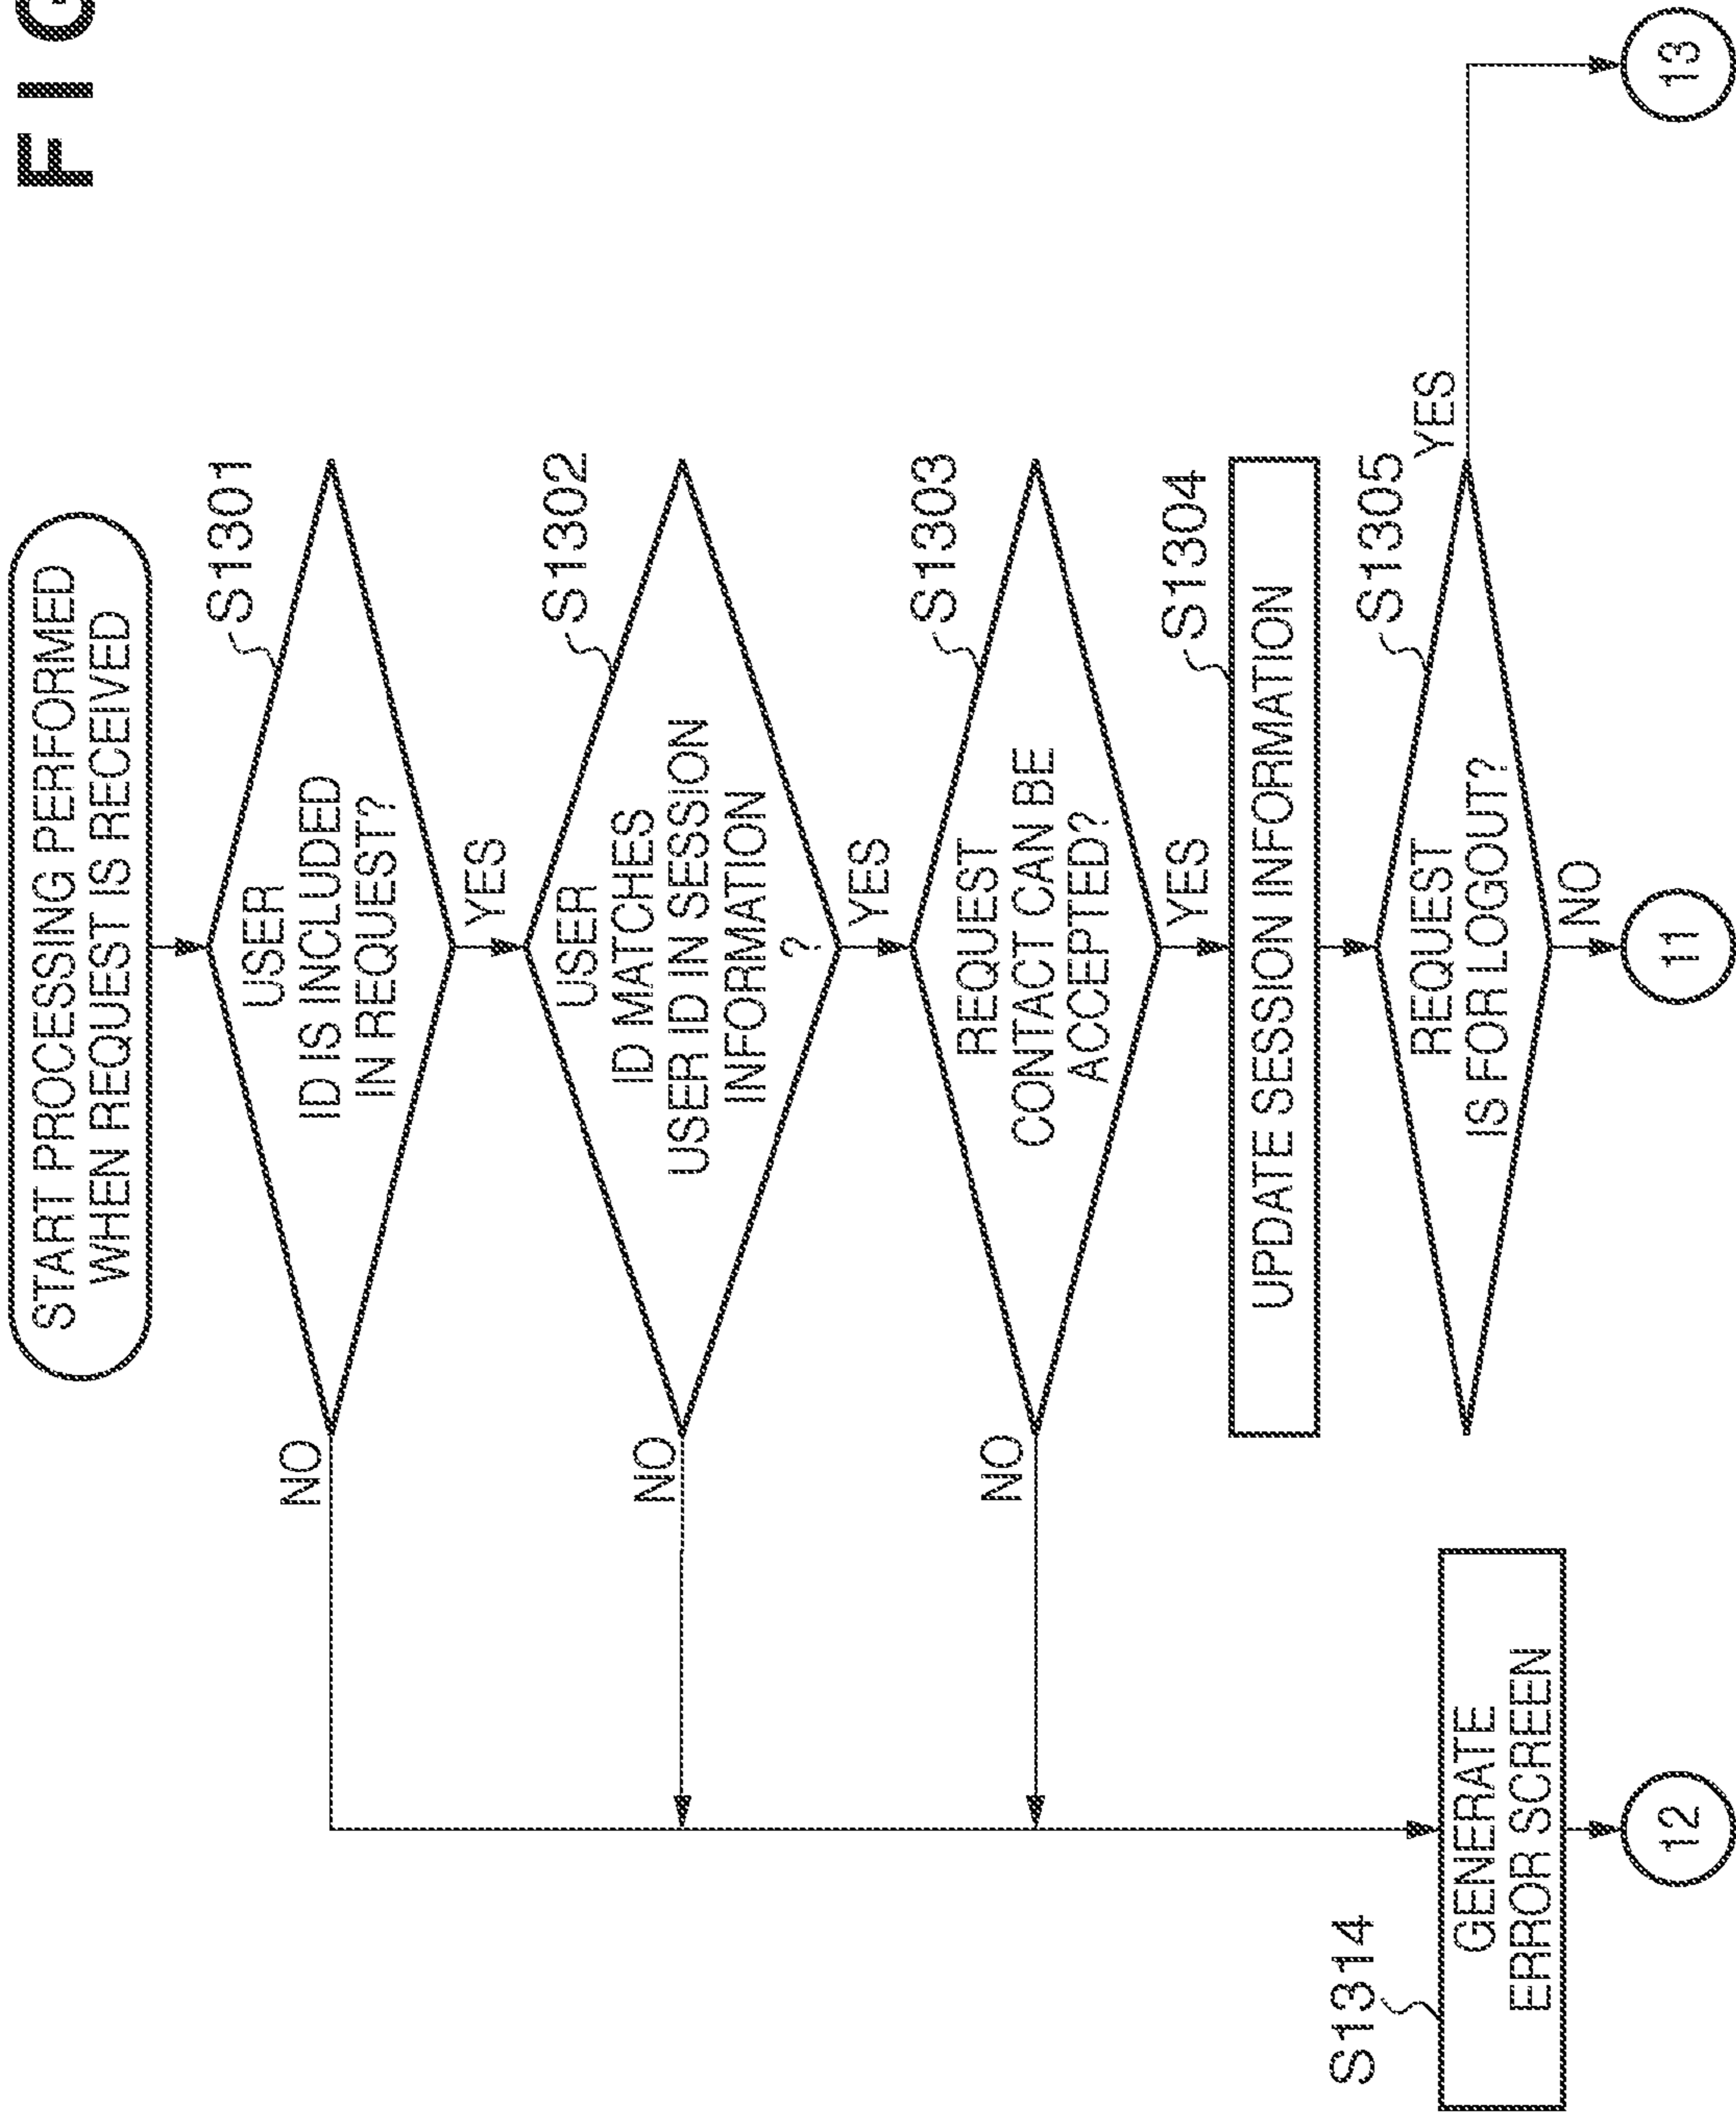 FIG
START PROCESSING PERFORMED
WHEN REQUEST IS RECEIVED
S1301
USER
ID IS INCLUDED
IN REQUEST?
NO
YES
S1302
USER
ID MATCHES
USER ID IN SESSION
INFORMATION
?
NO
YES
S1303
REQUEST
CONTACT CAN BE
ACCEPTED?
NO
YES
S1304
UPDATE SESSION INFORMATION
S1305
REQUEST
IS FOR LOGOUT?
YES
NO
S1314
GENERATE
ERROR SCREEN
12
11
13